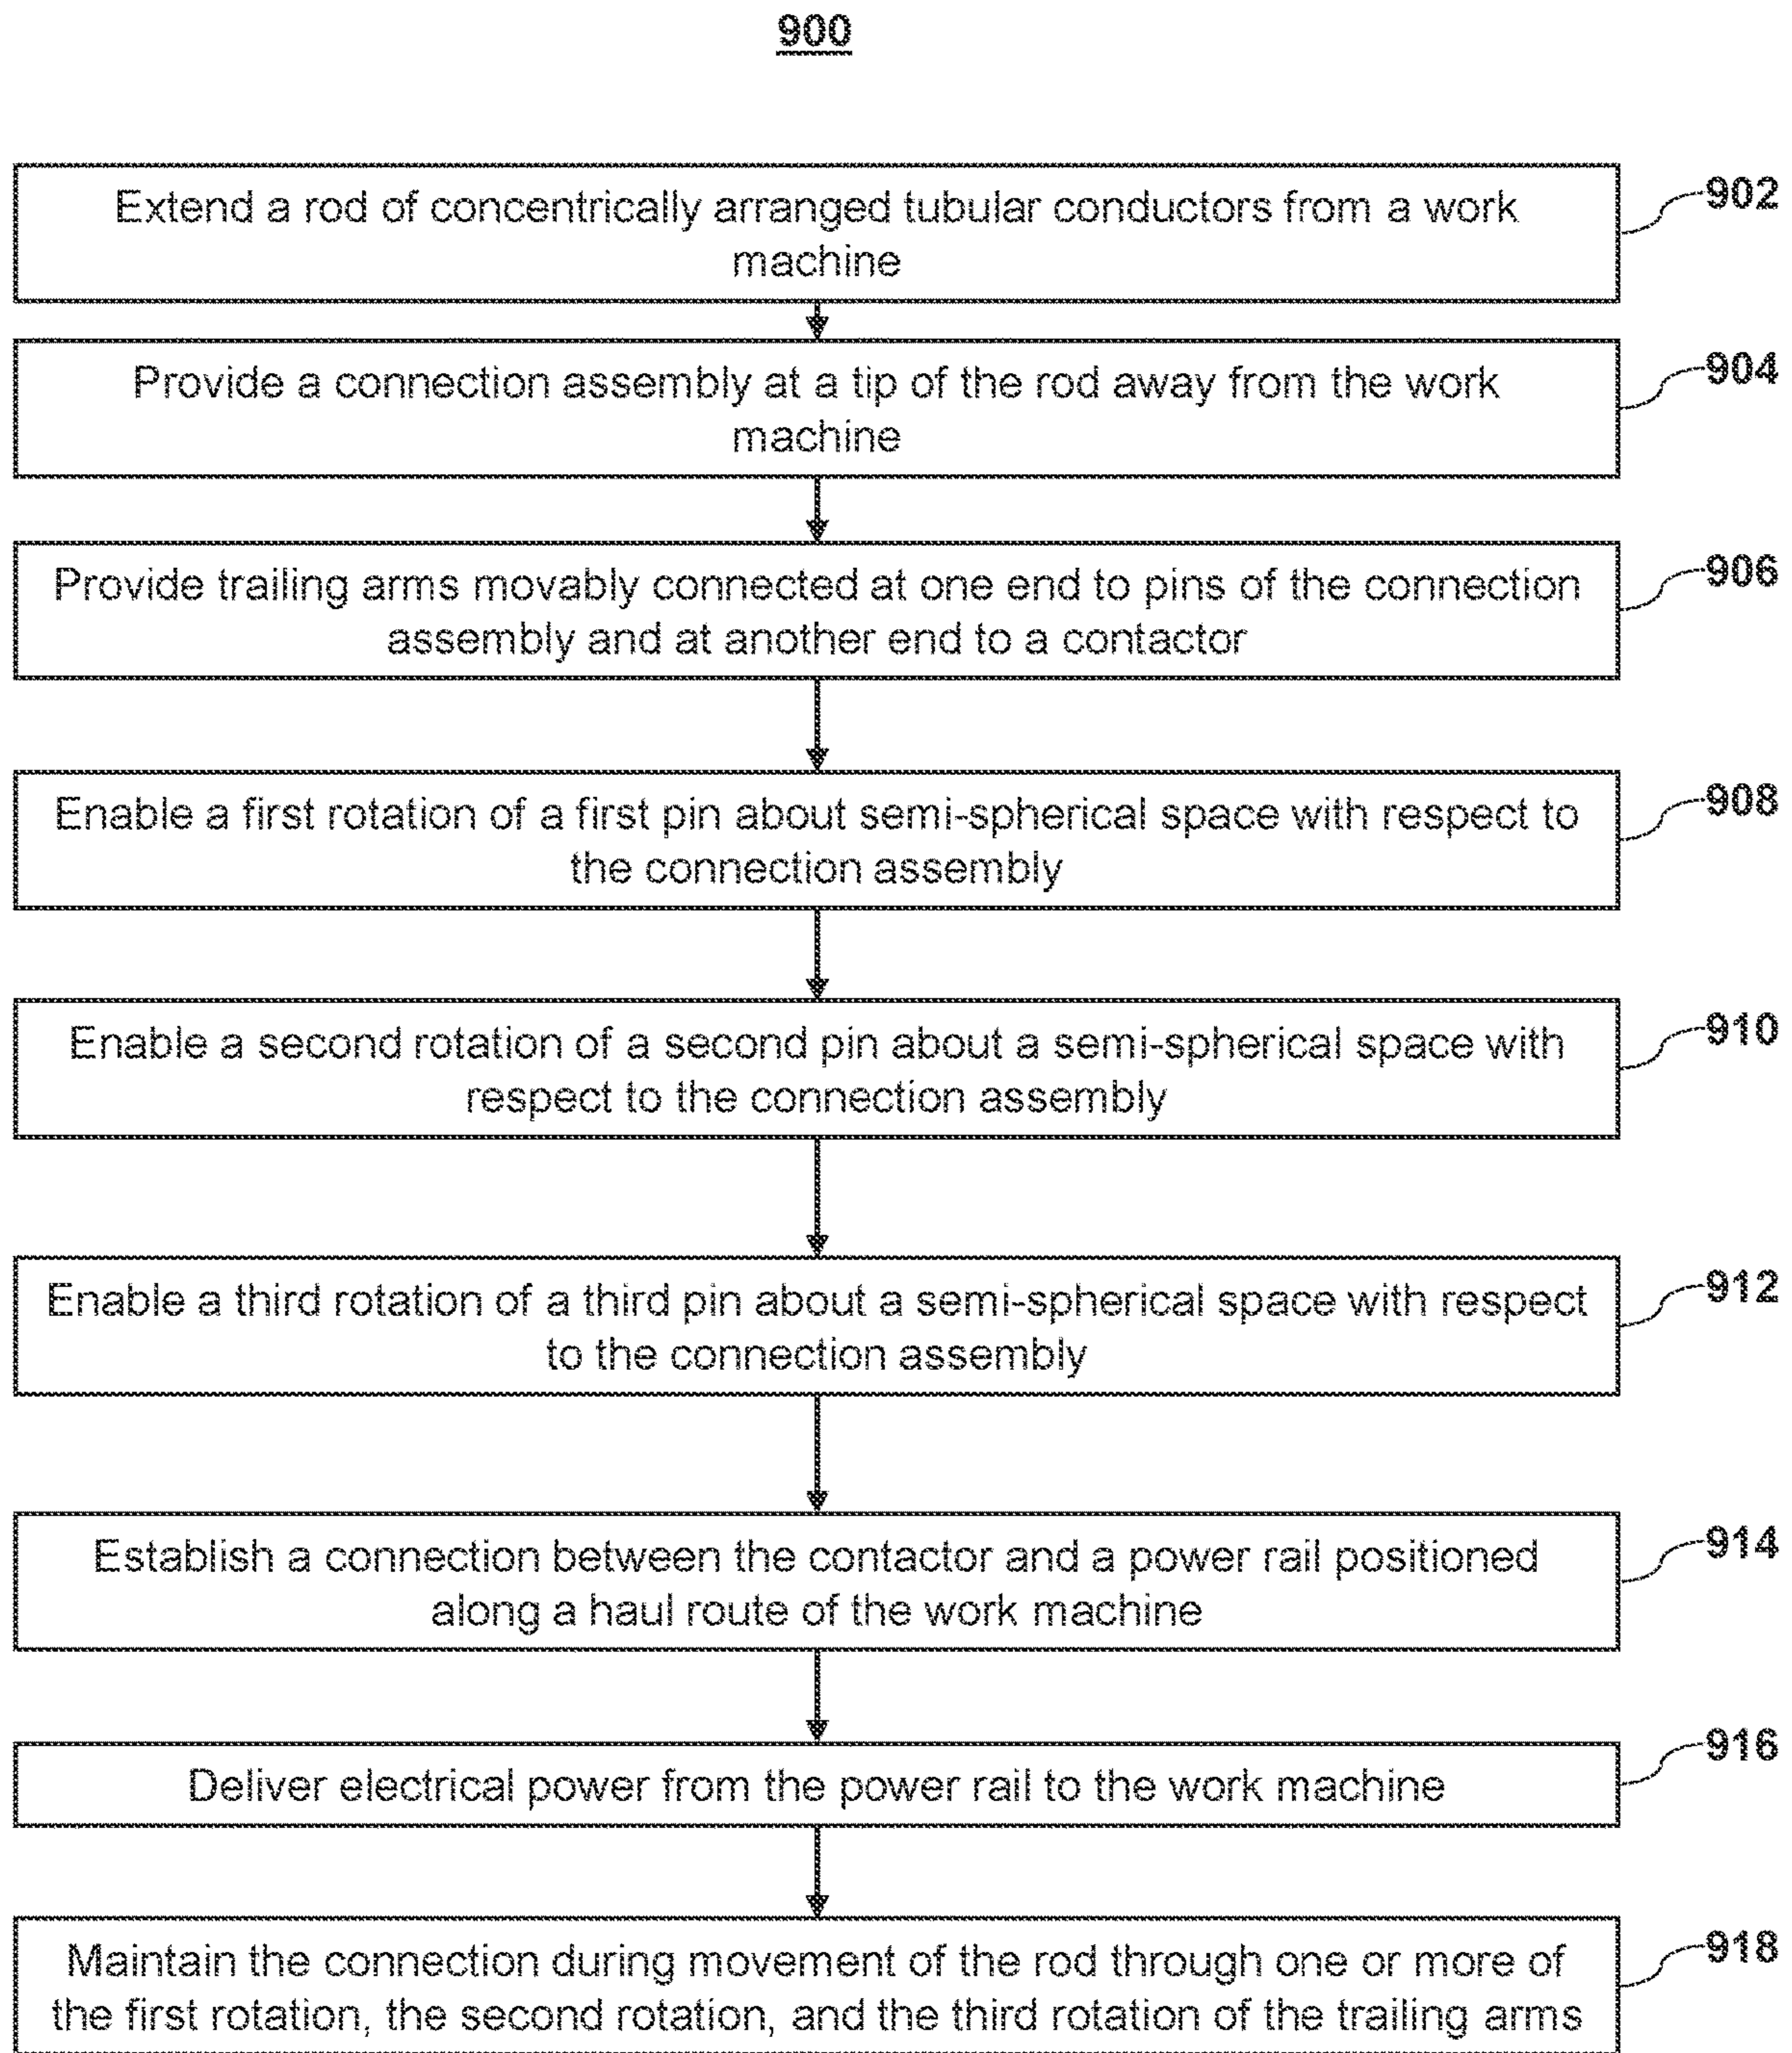 900
Extend a rod of concentrically arranged tubular conductors from a work
machine
902
Provide a connection assembly at a tip of the rod away from the work
machine
904
Provide trailing arms movably connected at one end to pins of the connection
assembly and at another end to a contactor
906
Enable a first rotation of a first pin about semi-spherical space with respect to
the connection assembly
908
Enable a second rotation of a second pin about a semi-spherical space with
respect to the connection assembly
910
Enable a third rotation of a third pin about a semi-spherical space with respect
to the connection assembly
912
Establish a connection between the contactor and a power rail positioned
along a haul route of the work machine
914
Deliver electrical power from the power rail to the work machine
916
Maintain the connection during movement of the rod through one or more of
the first rotation, the second rotation, and the third rotation of the trailing arms
918